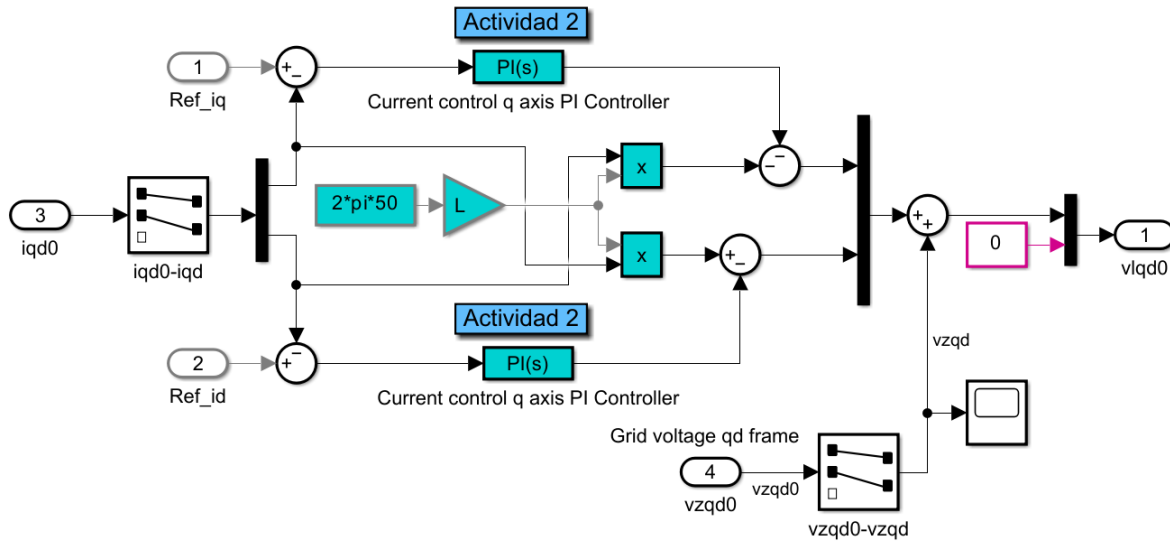 Actividad 2
1
Ref_iq
+
−
PI(s)
Current control q axis PI Controller
−
−
3
iqd0
iqd0-iqd
2*pi*50
L
x
x
+
−
+
+
0
1
vlqd0
Actividad 2
2
Ref_id
−
+
PI(s)
Current control q axis PI Controller
vzqd
Grid voltage qd frame
4
vzqd0
vzqd0
vzqd0-vzqd